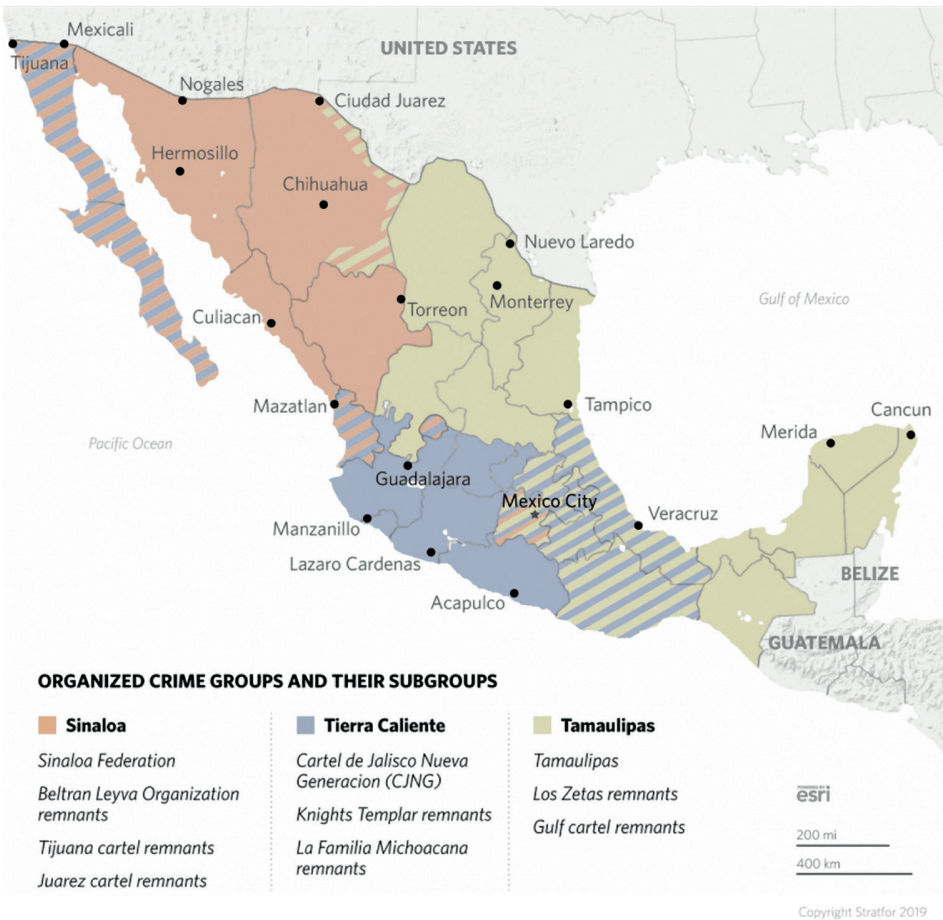 Mexicali
UNITED STATES
Tijuana
Nogales
Ciudad Juarez
Hermosillo
Chihuahua
Nuevo Laredo
Monterrey
Gulf of Mexico
Torreon
Culiacan
Mazatlan
Tampico
Cancun
Merida
Pacific Ocean
Guadalajara
Mexico City
Veracruz
Manzanillo
Lazaro Cardenas
BELIZE
Acapulco
GUATEMALA
ORGANIZED CRIME GROUPS AND THEIR SUBGROUPS
Sinaloa
Sinaloa Federation
Beltran Leyva Organization
remnants
Tijuana cartel remnants
Juarez cartel remnants
Tierra Caliente
Cartel de Jalisco Nueva
Generacion (CJNG)
Knights Templar remnants
La Familia Michoacana
remnants
Tamaulipas
Tamaulipas
Los Zetas remnants
Gulf cartel remnants
POWERED BY
esri
200 mi
400 km
Copyright Stratfor 2019